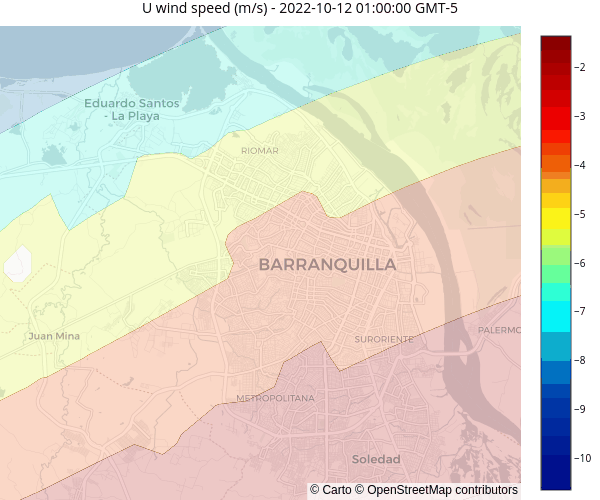 U wind speed (m/s) - 2022-10-12 01:00:00 GMT-5
Eduardo Santos
- La Playa
RIOMAR
BARRANQUILLA
Juan Mina
SURORIENTE
PALERMO
METROPOLITANA
Soledad
© Carto © OpenStreetMap contributors
−2
−3
−4
−5
−6
−7
−8
−9
−10